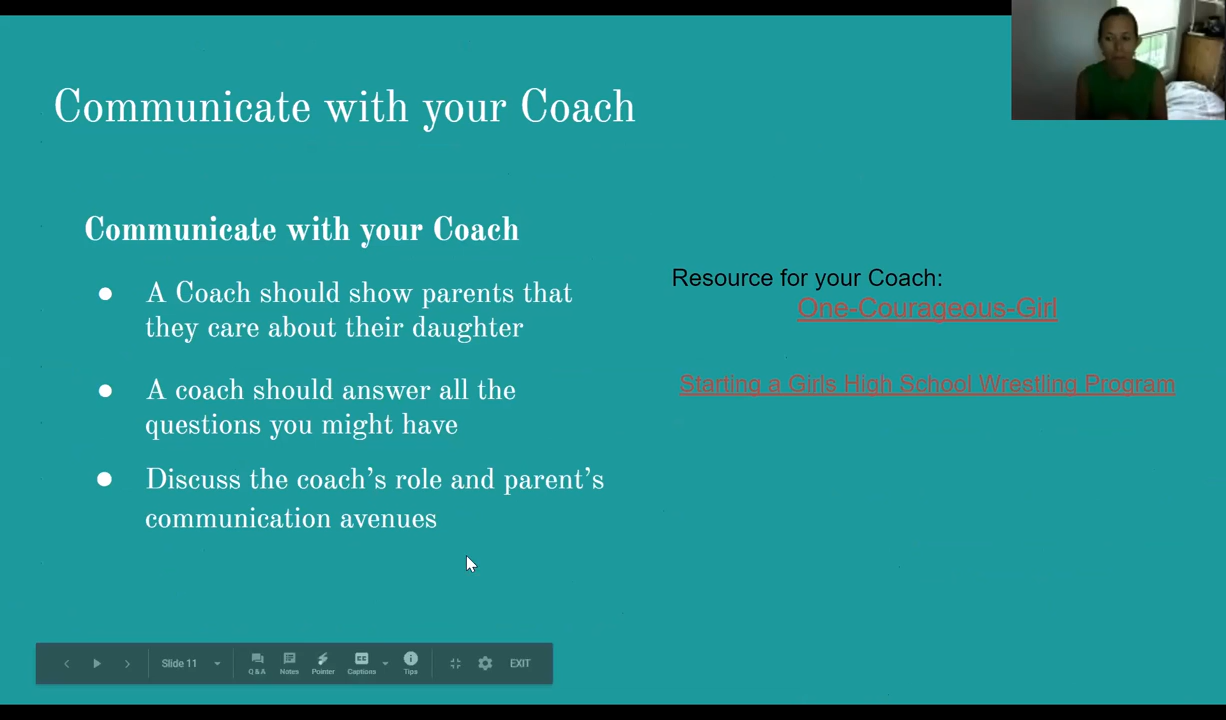 Communicate with your Coach
Communicate with your Coach
● A Coach should show parents that
they care about their daughter
● A coach should answer all the
questions you might have
● Discuss the coach’s role and parent’s
communication avenues
Resource for your Coach:
One-Courageous-Girl
Starting a Girls High School Wrestling Program
Slide 11
Q & A
Notes
Pointer
CC
Captions
Tips
EXIT